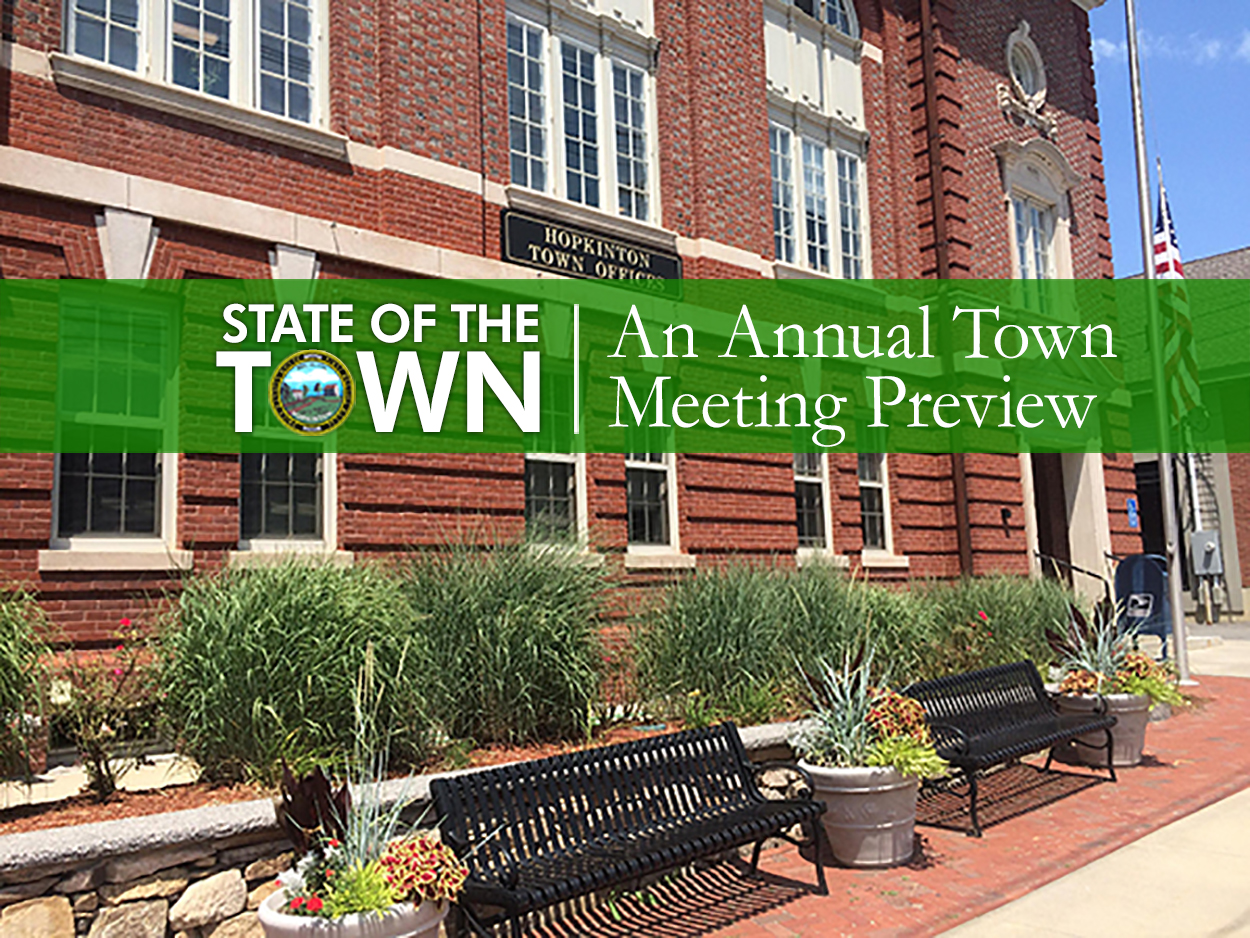 HOPKINTON
TOWN OFFICES
STATE OF THE
TOWN
An Annual Town
Meeting Preview